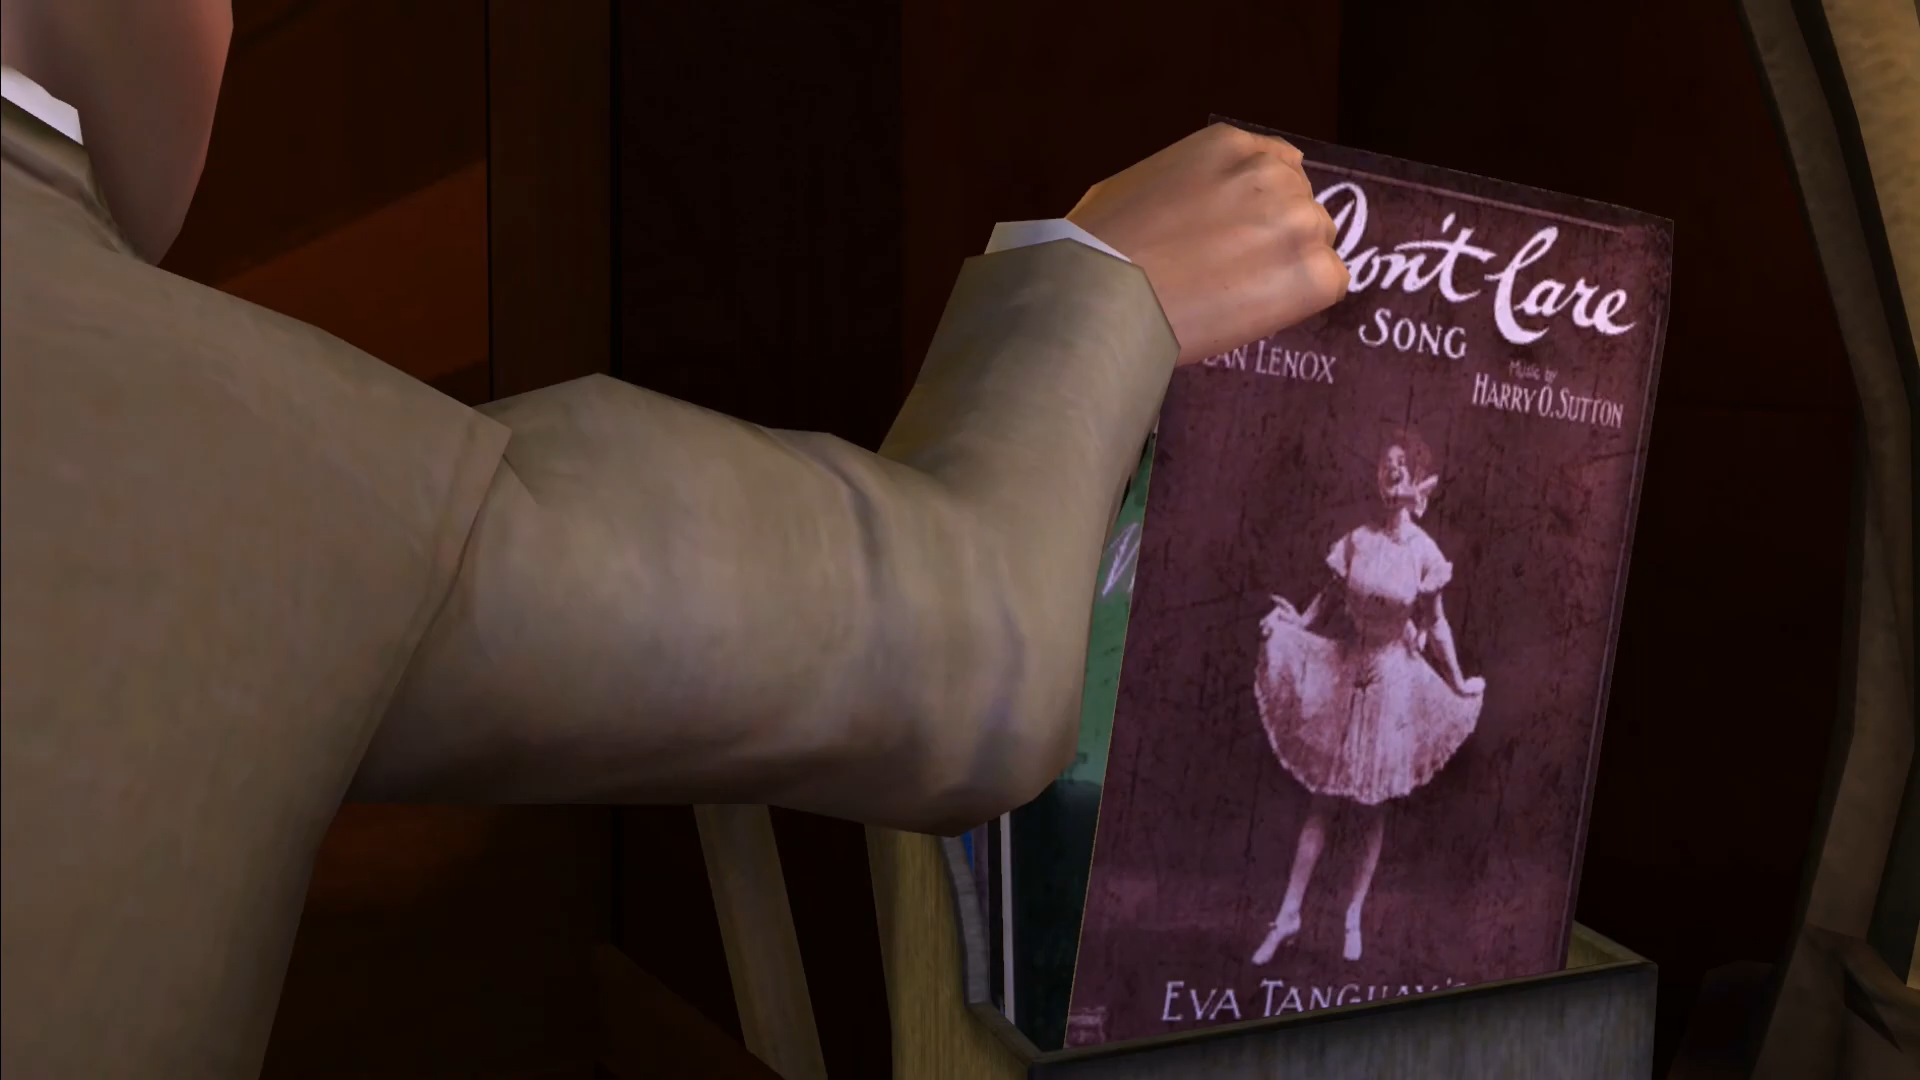 Don't Care
SONG
LENOX
Music by
HARRY O. SUTTON
EVA TANGUAY'S